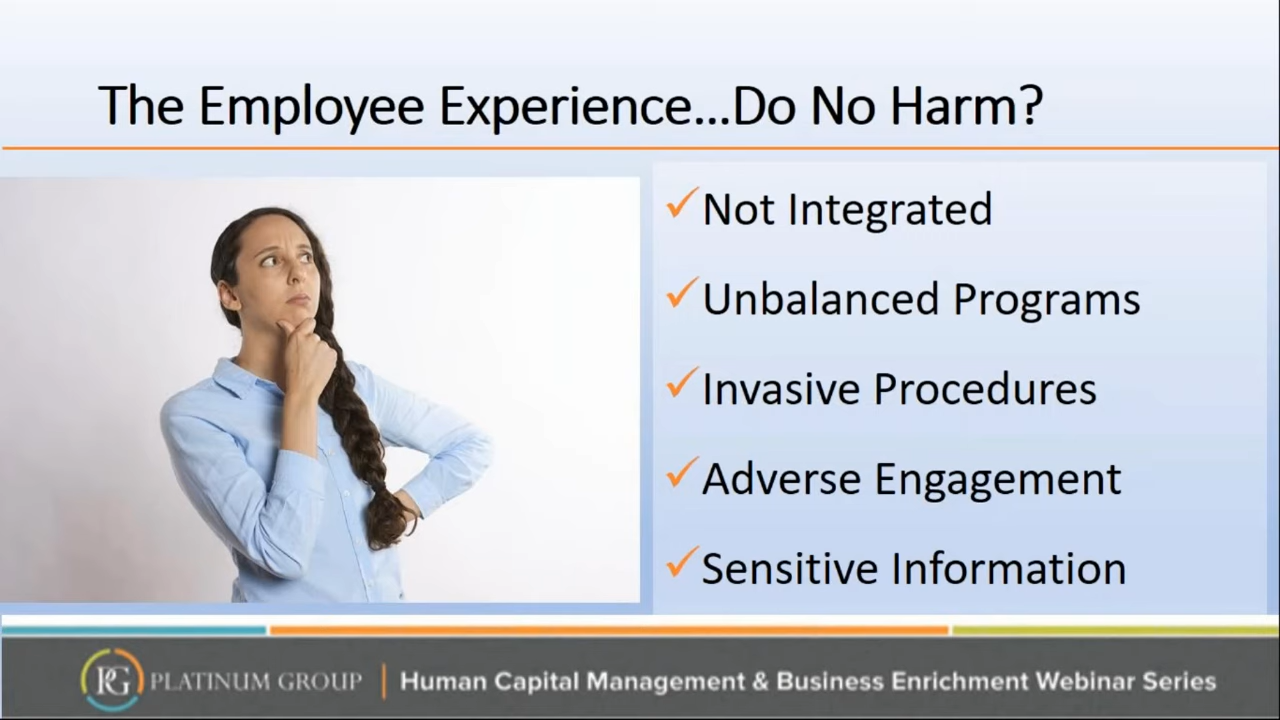 The Employee Experience...Do No Harm?
Not Integrated
Unbalanced Programs
Invasive Procedures
Adverse Engagement
Sensitive Information
PG PLATINUM GROUP | Human Capital Management & Business Enrichment Webinar Series